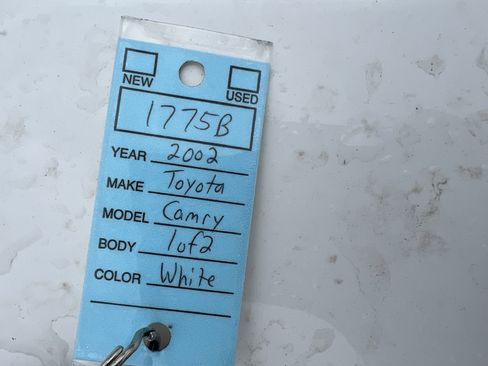 NEW USED
1775B
YEAR 2002
MAKE Toyota
MODEL Camry
BODY 1of2
COLOR White